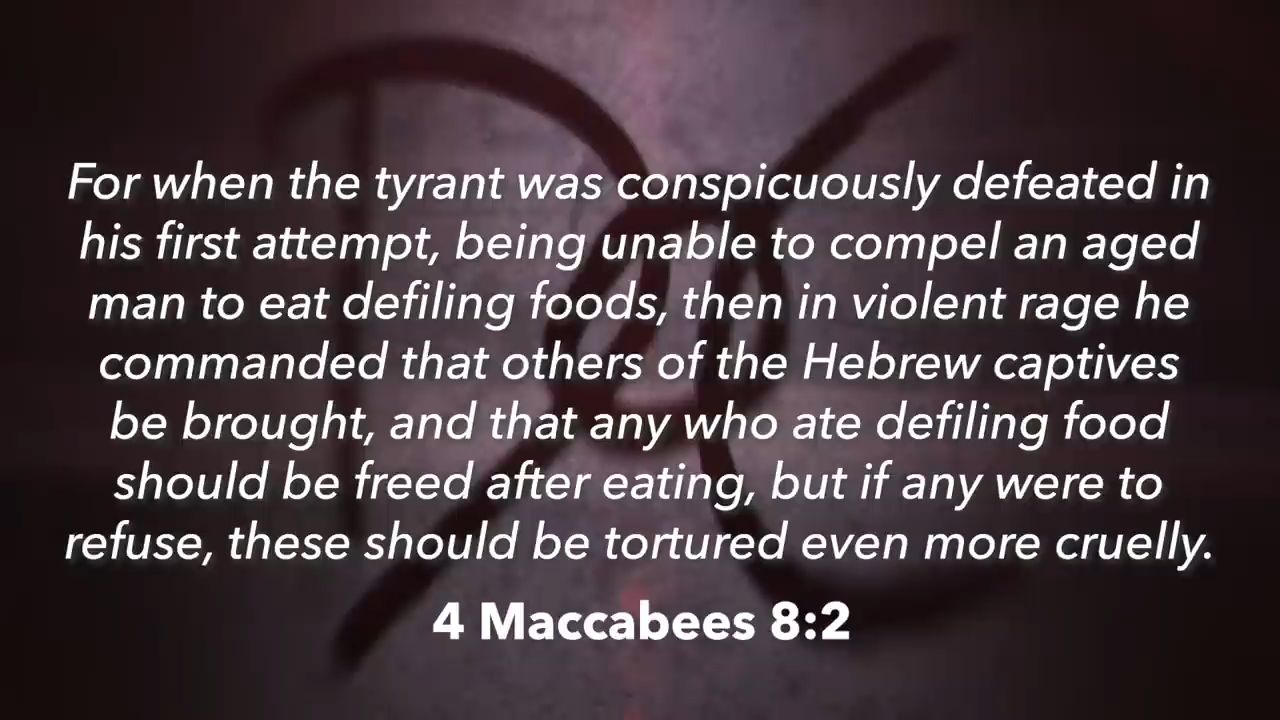 For when the tyrant was conspicuously defeated in
his first attempt, being unable to compel an aged
man to eat defiling foods, then in violent rage he
commanded that others of the Hebrew captives
be brought, and that any who ate defiling food
should be freed after eating, but if any were to
refuse, these should be tortured even more cruelly.
4 Maccabees 8:2